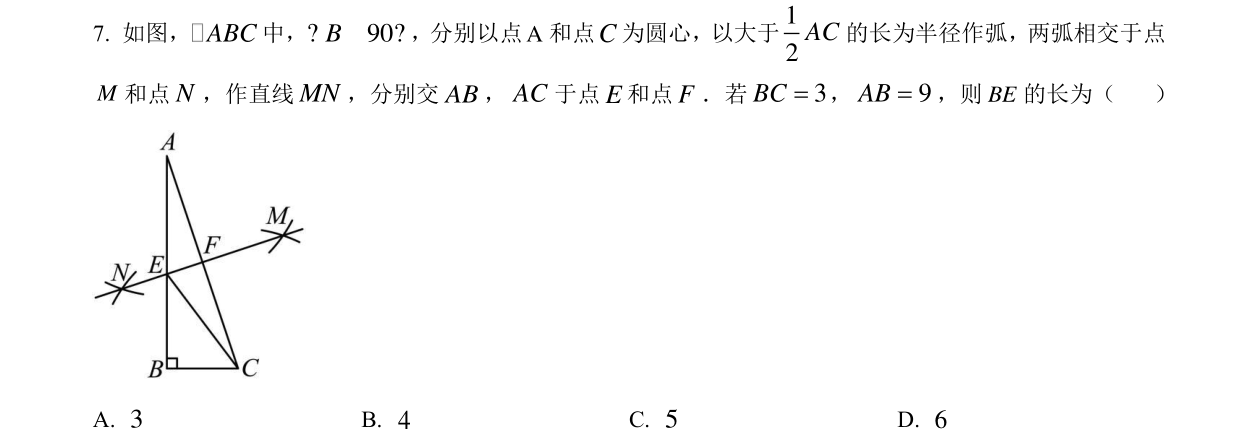 7. 如图，□ABC 中，? B 90?，分别以点 A 和点 C 为圆心，以大于 1/2 AC 的长为半径作弧，两弧相交于点
M 和点 N ，作直线 MN ，分别交 AB ， AC 于点 E 和点 F ．若 BC = 3， AB = 9，则 BE 的长为（ ）
A
M
F
E
N
B
C
A. 3 B. 4 C. 5 D. 6